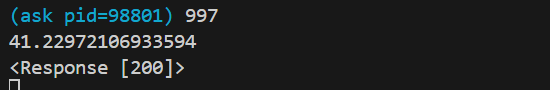 (ask pid=98801) 997
41.22972106933594
<Response [200]>